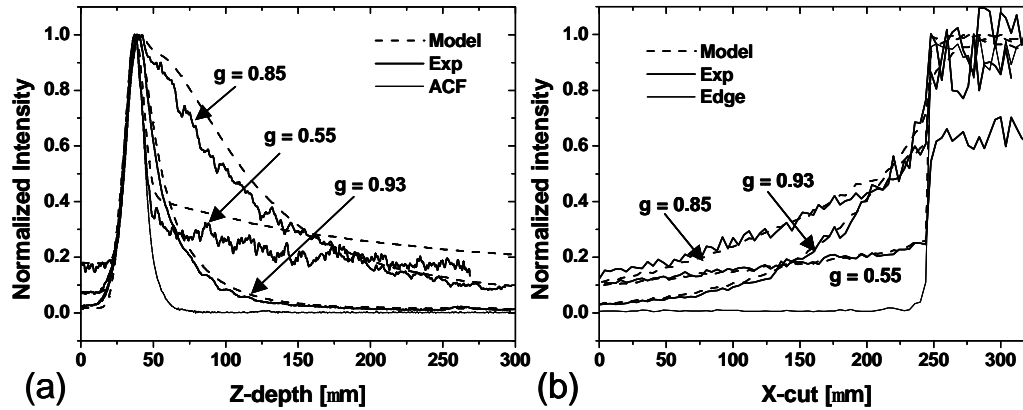 1.0
0.8
0.6
0.4
0.2
0.0
Normalized Intensity
0 50 100 150 200 250 300
Z-depth [mm]
(a)
Model
Exp
ACF
g = 0.85
g = 0.55
g = 0.93
1.0
0.8
0.6
0.4
0.2
0.0
Normalized intensity
0 50 100 150 200 250 300
X-cut [mm]
(b)
Model
Exp
Edge
g = 0.93
g = 0.85
g = 0.55